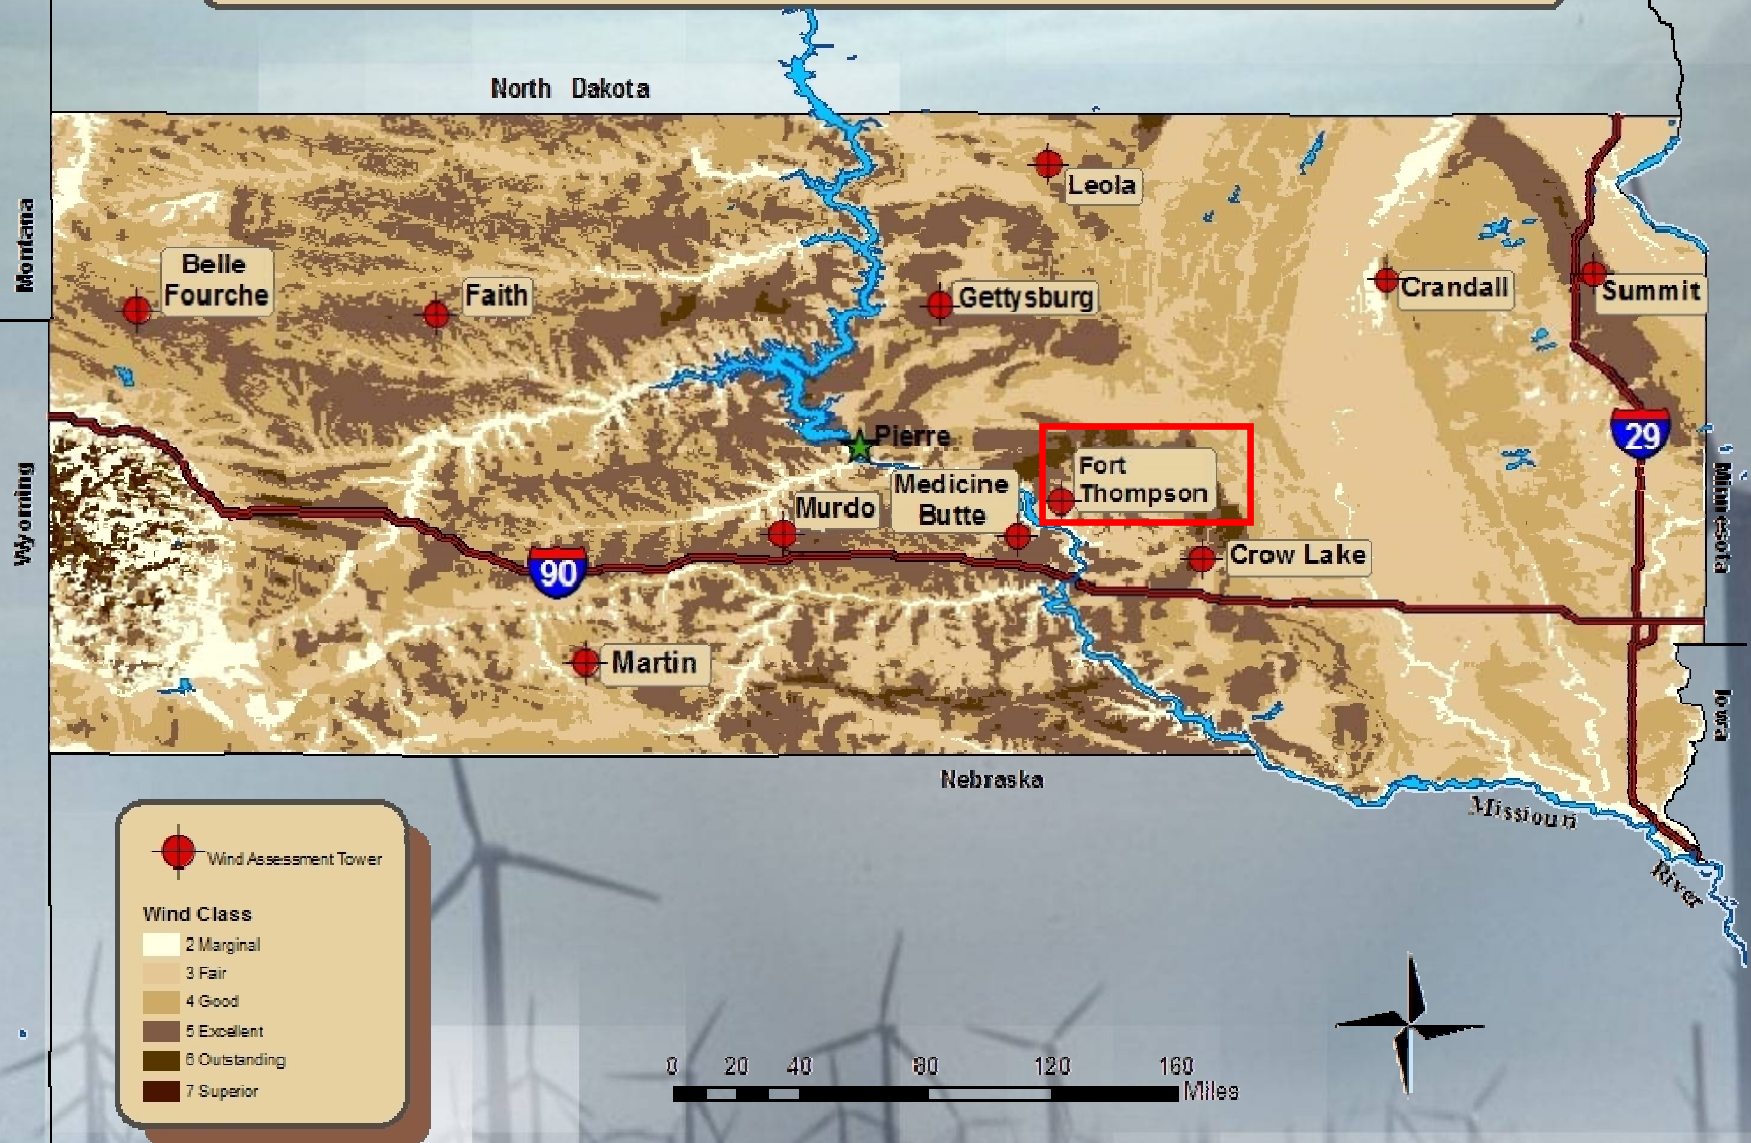 North Dakota
Montana
Leola
Belle
Fourche
Faith
Gettysburg
Crandall
Summit
Pierre
29
Fort
Thompson
Medicine
Butte
Murdo
Crow Lake
Wyoming
Minnesota
90
Martin
Iowa
Nebraska
Missouri
River
Wind Assessment Tower
Wind Class
2 Marginal
3 Fair
4 Good
5 Excellent
6 Outstanding
7 Superior
0 20 40 80 120 160
Miles